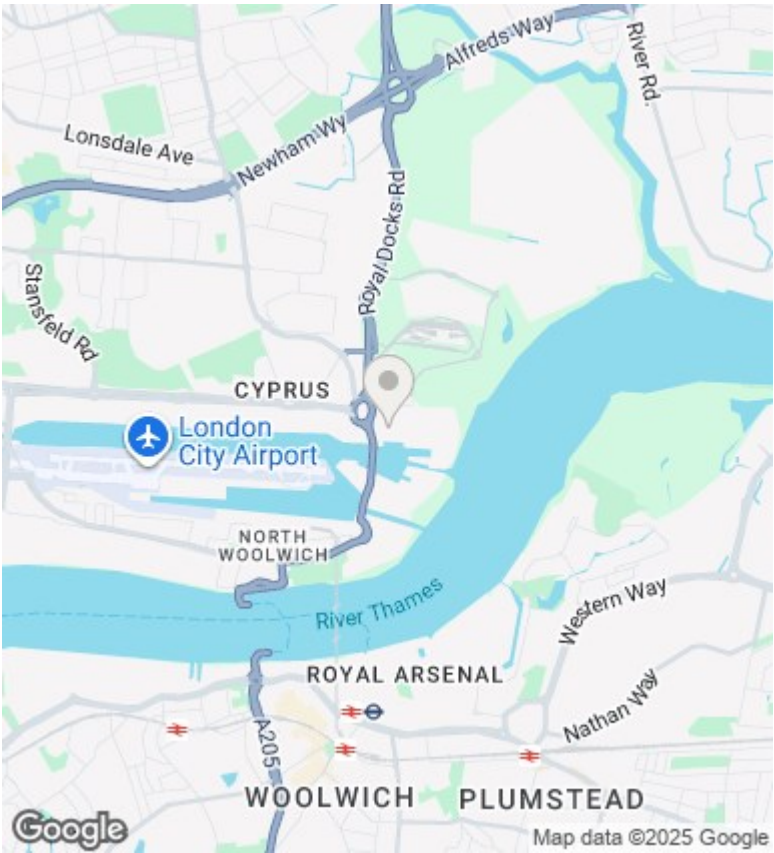 Alfreds Way
River Rd.
Lonsdale Ave
Newham Wy
Royal Docks Rd
Stansfeld Rd
CYPRUS
London
City Airport
NORTH
WOOLWICH
River Thames
Western Way
ROYAL ARSENAL
Nathan Way
A205
WOOLWICH
PLUMSTEAD
Google
Map data ©2025 Google